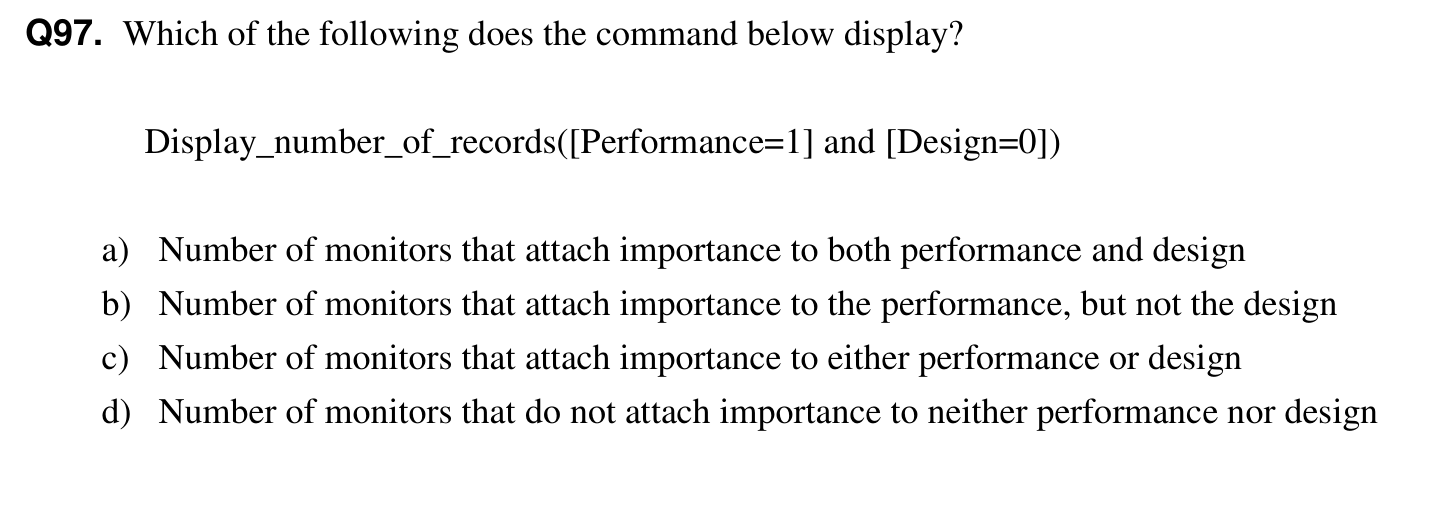 Q97. Which of the following does the command below display?
Display_number_of_records([Performance=1] and [Design=0])
a) Number of monitors that attach importance to both performance and design
b) Number of monitors that attach importance to the performance, but not the design
c) Number of monitors that attach importance to either performance or design
d) Number of monitors that do not attach importance to neither performance nor design